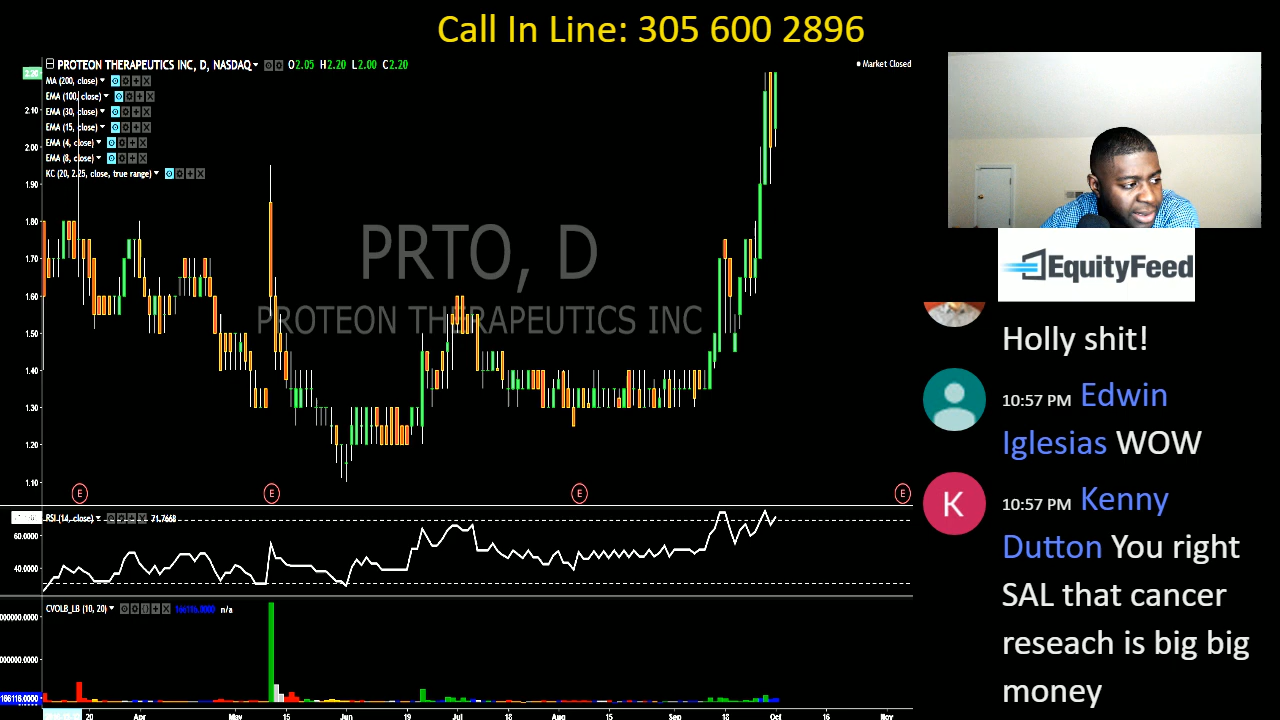 Call In Line: 305 600 2896
PROTEON THERAPEUTICS INC, D, NASDAQ O2.05 H2.20 L2.00 C2.20
Market Closed
MA (200, close)
EMA (100, close)
EMA (30, close)
EMA (15, close)
EMA (4, close)
EMA (8, close)
KC (20, 2.25, close, true range)
2.20
2.10
2.00
1.90
1.80
1.70
1.60
1.50
1.40
1.30
1.20
1.10
PRTO, D
PROTEON THERAPEUTICS INC
E
E
E
E
RSI (14, close) 71.7668
60.0000
40.0000
CVOLB_LB (10, 20) 166116.0000 n/a
166116.0000
20 Apr May 15 Jun 19 Jul 18 Aug 15 Sep 18 Oct 16 Nov
EquityFeed
Holly shit!
10:57 PM Edwin
Iglesias WOW
K
10:57 PM Kenny
Dutton You right
SAL that cancer
reseach is big big
money